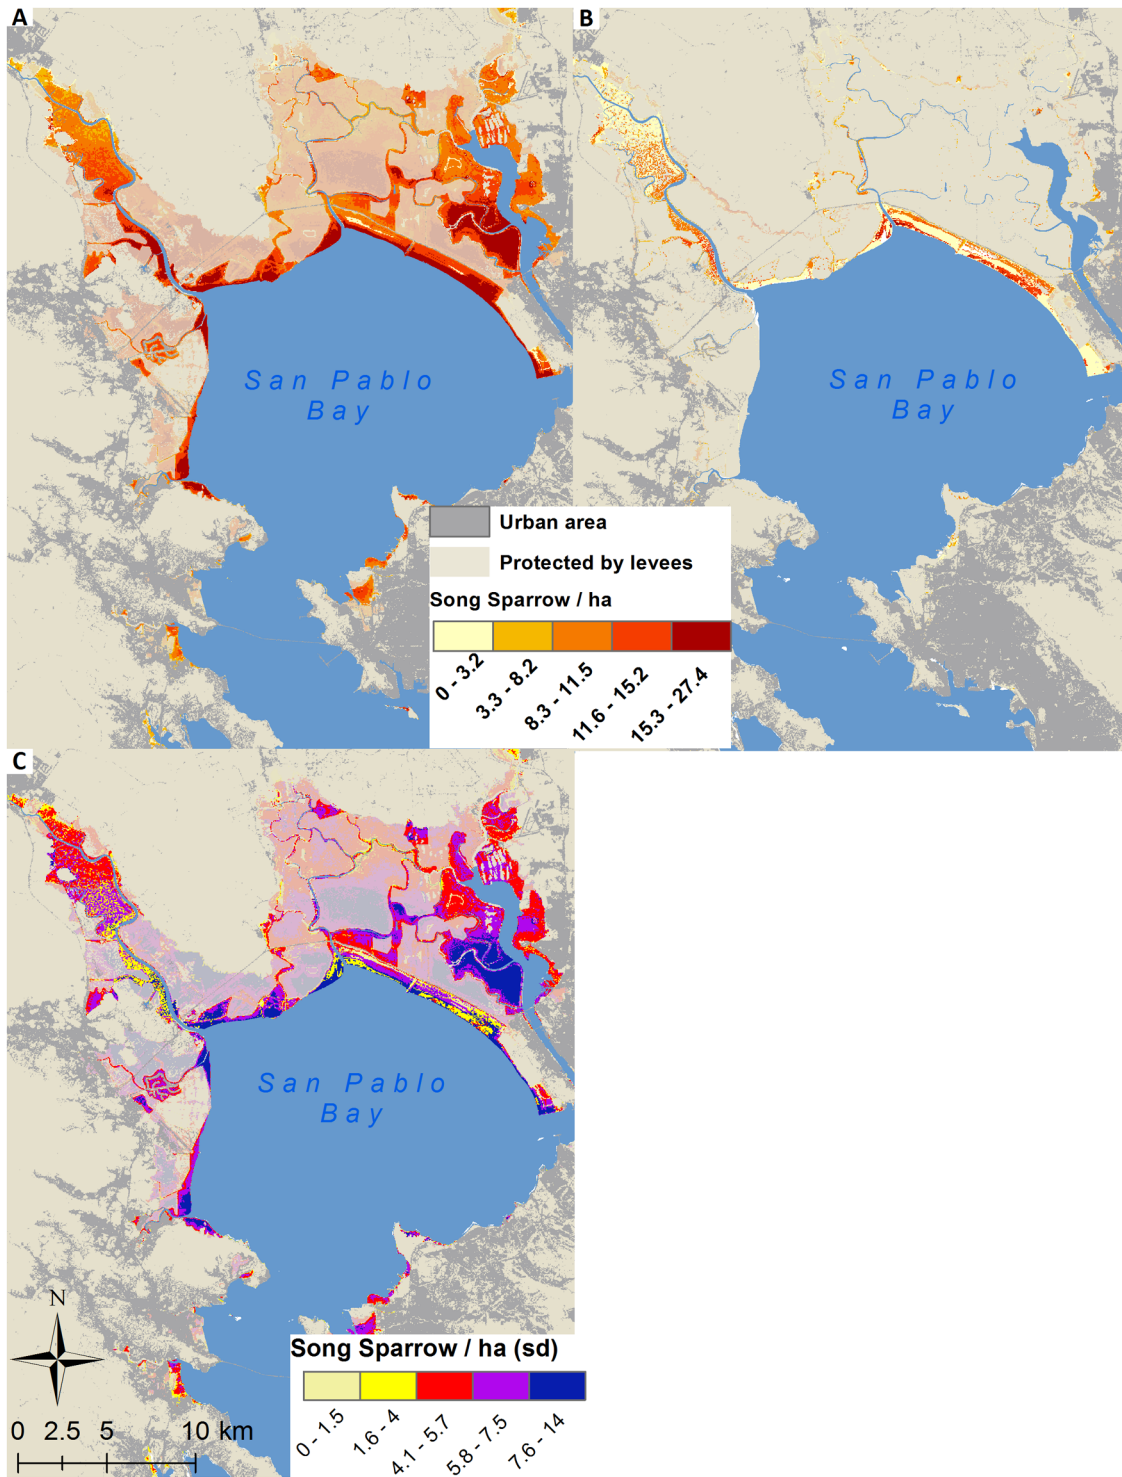 A
B
San Pablo
Bay
San Pablo
Bay
Urban area
Protected by levees
Song Sparrow / ha
0 - 3.2
3.3 - 8.2
8.3 - 11.5
11.6 - 15.2
15.3 - 27.4
C
San Pablo
Bay
N
0 2.5 5 10 km
Song Sparrow / ha (sd)
0 - 1.5
1.6 - 4
4.1 - 5.7
5.8 - 7.5
7.6 - 14